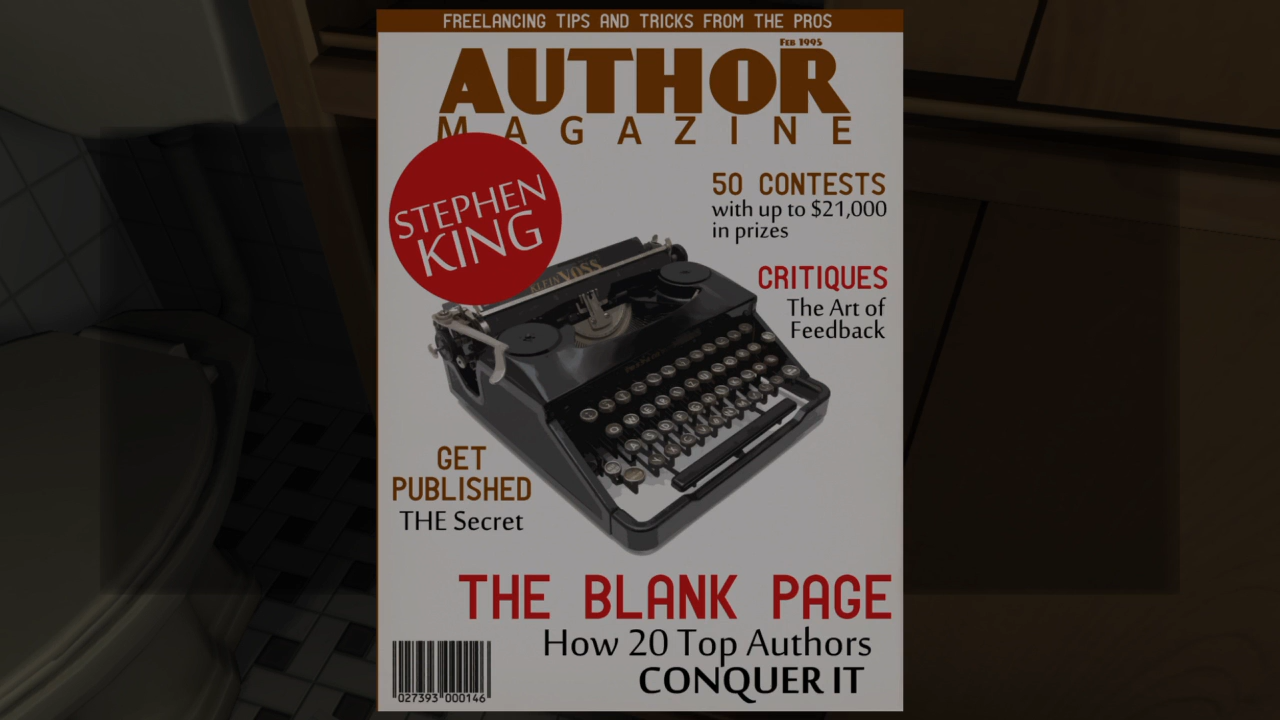 FREELANCING TIPS AND TRICKS FROM THE PROS
FEB 1995
AUTHOR
MAGAZINE
STEPHEN
KING
50 CONTESTS
with up to $21,000
in prizes
KLEIN VOSS
CRITIQUES
The Art of
Feedback
GET
PUBLISHED
THE Secret
THE BLANK PAGE
How 20 Top Authors
CONQUER IT
027393 000146